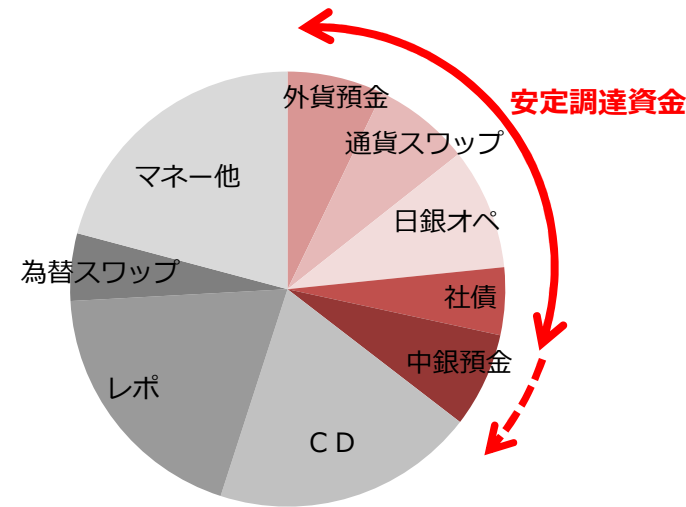 安定調達資金
外貨預金
通貨スワップ
日銀オペ
社債
中銀預金
ＣＤ
レポ
為替スワップ
マネー他